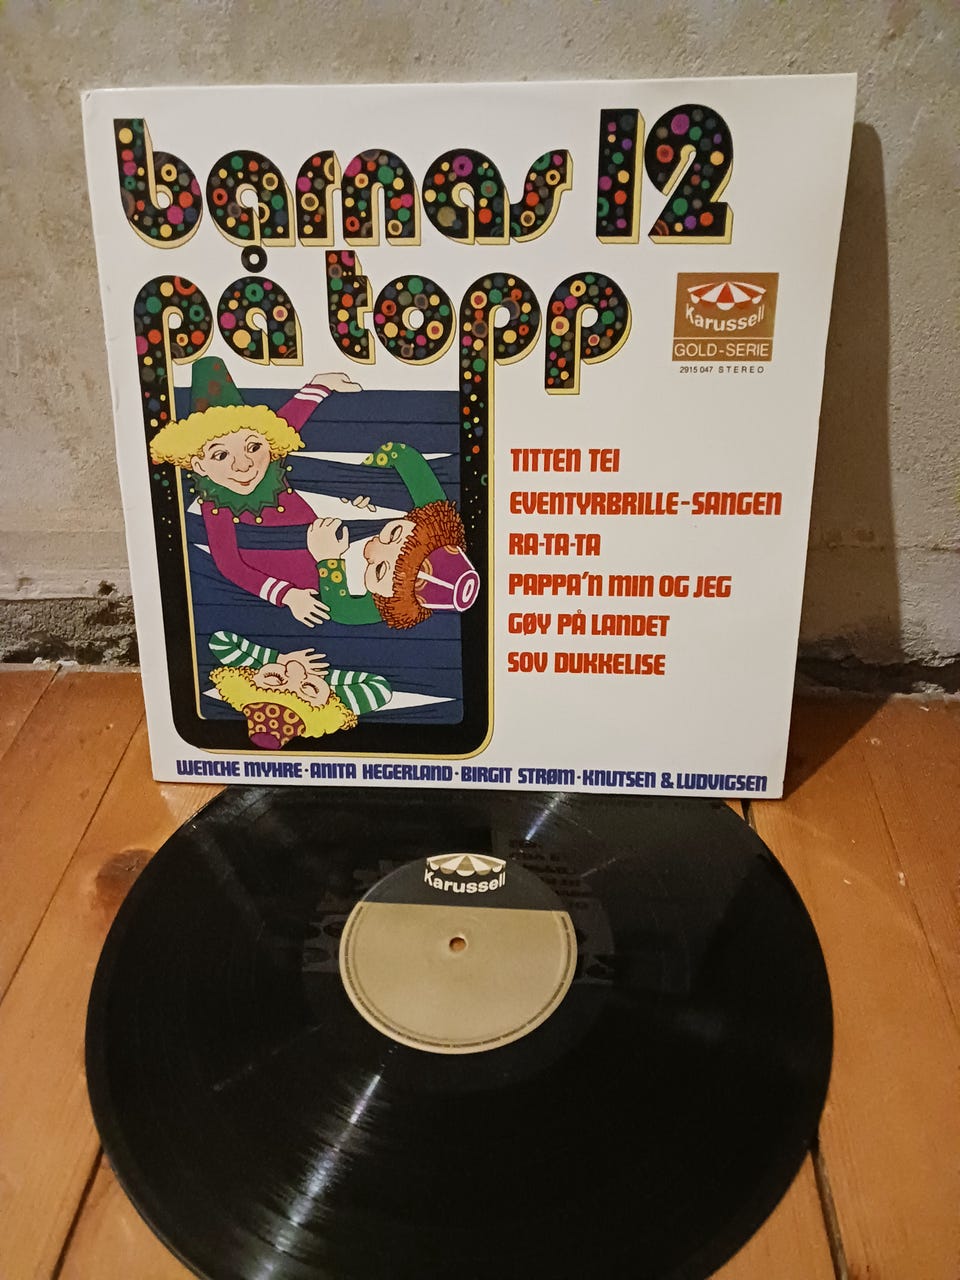 barnas 12
på topp
Karussell
GOLD-SERIE
2915 047 STEREO
TITTEN TEI
EVENTYRBRILLE-SANGEN
RA-TA-TA
PAPPA'N MIN OG JEG
GØY PÅ LANDET
SOV DUKKELISE
WENCHE MYHRE·ANITA HEGERLAND·BIRGIT STRØM·KNUTSEN & LUDVIGSEN
Karussell